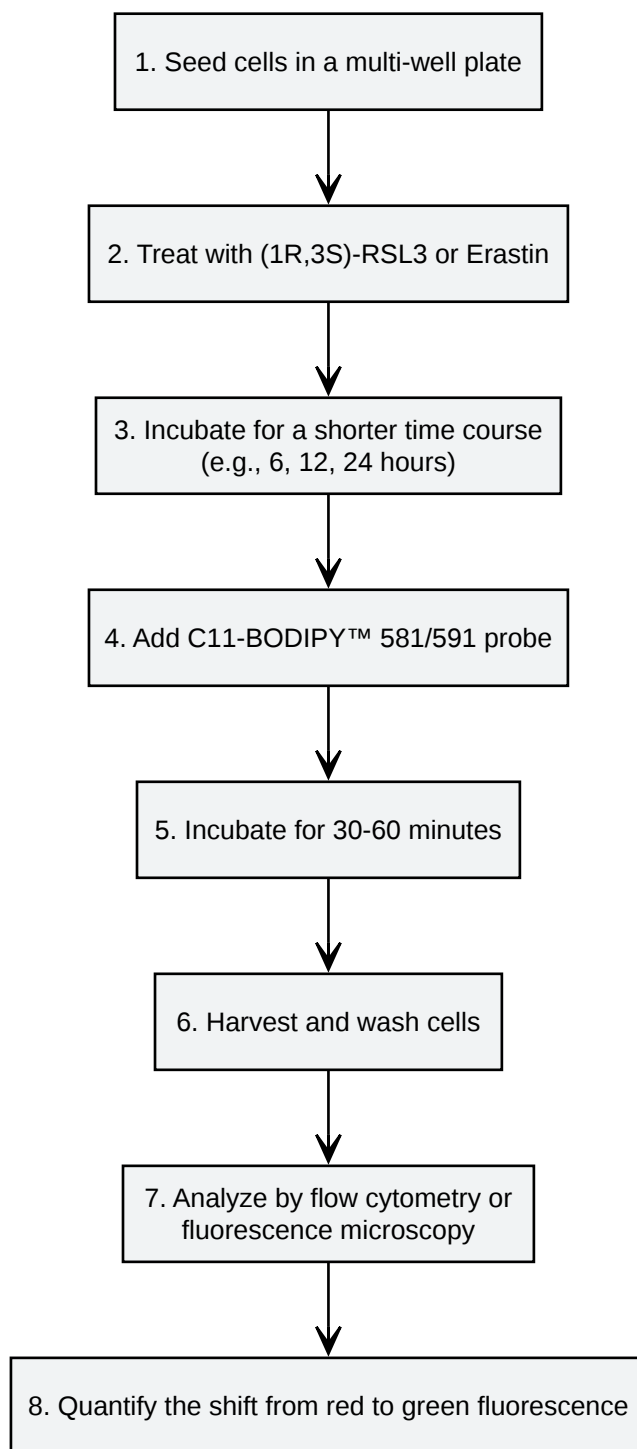 1. Seed cells in a multi-well plate
2. Treat with (1R,3S)-RSL3 or Erastin
3. Incubate for a shorter time course
(e.g., 6, 12, 24 hours)
4. Add C11-BODIPY™ 581/591 probe
5. Incubate for 30-60 minutes
6. Harvest and wash cells
7. Analyze by flow cytometry or
fluorescence microscopy
8. Quantify the shift from red to green fluorescence